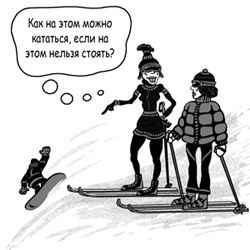 Как на этом можно
кататься, если на
этом нельзя стоять?